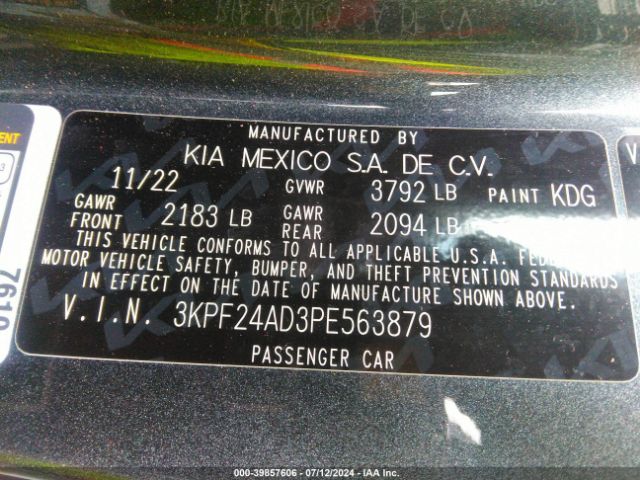 MANUFACTURED BY
KIA MEXICO S.A. DE C.V.
11/22 GVWR 3792 LB PAINT KDG
GAWR FRONT 2183 LB GAWR REAR 2094 LB
THIS VEHICLE CONFORMS TO ALL APPLICABLE U.S.A.
MOTOR VEHICLE SAFETY, BUMPER, AND THEFT PREVENTION STANDARDS
IN EFFECT ON THE DATE OF MANUFACTURE SHOWN ABOVE.
V.I.N. 3KPF24AD3PE563879
PASSENGER CAR
000-39857606 - 07/12/2024 - IAA Inc.